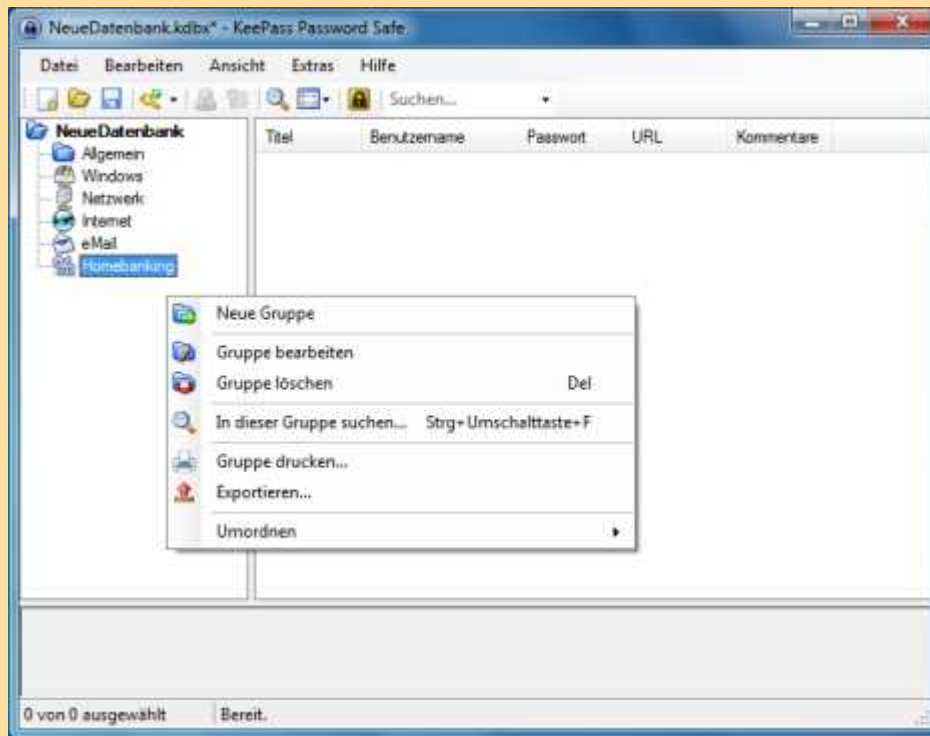 NeueDatenbank.kdbx* - KeePass Password Safe
Datei Bearbeiten Ansicht Extras Hilfe
Suchen...
NeueDatenbank
Titel Benutzername Passwort URL Kommentare
Allgemein
Windows
Netzwerk
Internet
eMail
Homebanking
Neue Gruppe
Gruppe bearbeiten
Gruppe löschen Del
In dieser Gruppe suchen... Strg+Umschalttaste+F
Gruppe drucken...
Exportieren...
Umordnen
0 von 0 ausgewählt Bereit.